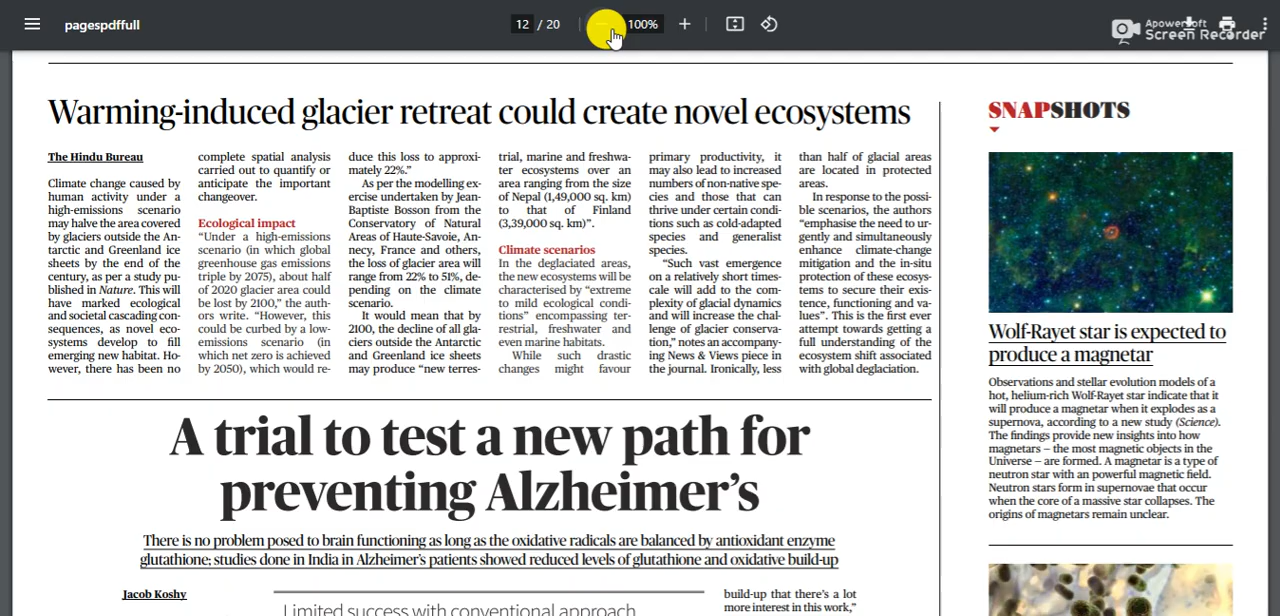 pagespdffull
12 / 20
100%
Apowersoft
Screen Recorder
Warming-induced glacier retreat could create novel ecosystems
The Hindu Bureau
Climate change caused by
human activity under a
high-emissions scenario
may halve the area covered
by glaciers outside the An-
tarctic and Greenland ice
sheets by the end of the
century, as per a study pu-
blished in Nature. This will
have marked ecological
and societal cascading con-
sequences, as novel eco-
systems develop to fill
emerging new habitat. Ho-
wever, there has been no
complete spatial analysis
carried out to quantify or
anticipate the important
changeover.
Ecological impact
“Under a high-emissions
scenario (in which global
greenhouse gas emissions
triple by 2075), about half
of 2020 glacier area could
be lost by 2100,” the auth-
ors write. “However, this
could be curbed by a low-
emissions scenario (in
which net zero is achieved
by 2050), which would re-
duce this loss to approxi-
mately 22%.”
As per the modelling ex-
ercise undertaken by Jean-
Baptiste Bosson from the
Conservatory of Natural
Areas of Haute-Savoie, An-
necy, France and others,
the loss of glacier area will
range from 22% to 51%, de-
pending on the climate
scenario.
It would mean that by
2100, the decline of all gla-
ciers outside the Antarctic
and Greenland ice sheets
may produce “new terres-
trial, marine and freshwa-
ter ecosystems over an
area ranging from the size
of Nepal (1,49,000 sq. km)
to that of Finland
(3,39,000 sq. km)”.
Climate scenarios
In the deglaciated areas,
the new ecosystems will be
characterised by “extreme
to mild ecological condi-
tions” encompassing ter-
restrial, freshwater and
even marine habitats.
While such drastic
changes might favour
primary productivity, it
may also lead to increased
numbers of non-native spe-
cies and those that can
thrive under certain condi-
tions such as cold-adapted
species and generalist
species.
“Such vast emergence
on a relatively short times-
cale will add to the com-
plexity of glacial dynamics
and will increase the chal-
lenge of glacier conserva-
tion,” notes an accompany-
ing News & Views piece in
the journal. Ironically, less
than half of glacial areas
are located in protected
areas.
In response to the possi-
ble scenarios, the authors
“emphasise the need to ur-
gently and simultaneously
enhance climate-change
mitigation and the in-situ
protection of these ecosys-
tems to secure their exis-
tence, functioning and va-
lues”. This is the first ever
attempt towards getting a
full understanding of the
ecosystem shift associated
with global deglaciation.
SNAPSHOTS
Wolf-Rayet star is expected to
produce a magnetar
Observations and stellar evolution models of a
hot, helium-rich Wolf-Rayet star indicate that it
will produce a magnetar when it explodes as a
supernova, according to a new study (Science).
The findings provide new insights into how
magnetars – the most magnetic objects in the
Universe – are formed. A magnetar is a type of
neutron star with an powerful magnetic field.
Neutron stars form in supernovae that occur
when the core of a massive star collapses. The
origins of magnetars remain unclear.
A trial to test a new path for
preventing Alzheimer’s
There is no problem posed to brain functioning as long as the oxidative radicals are balanced by antioxidant enzyme
glutathione; studies done in India in Alzheimer’s patients showed reduced levels of glutathione and oxidative build-up
Jacob Koshy
Limited success with conventional approach
build-up that there’s a lot
more interest in this work,”